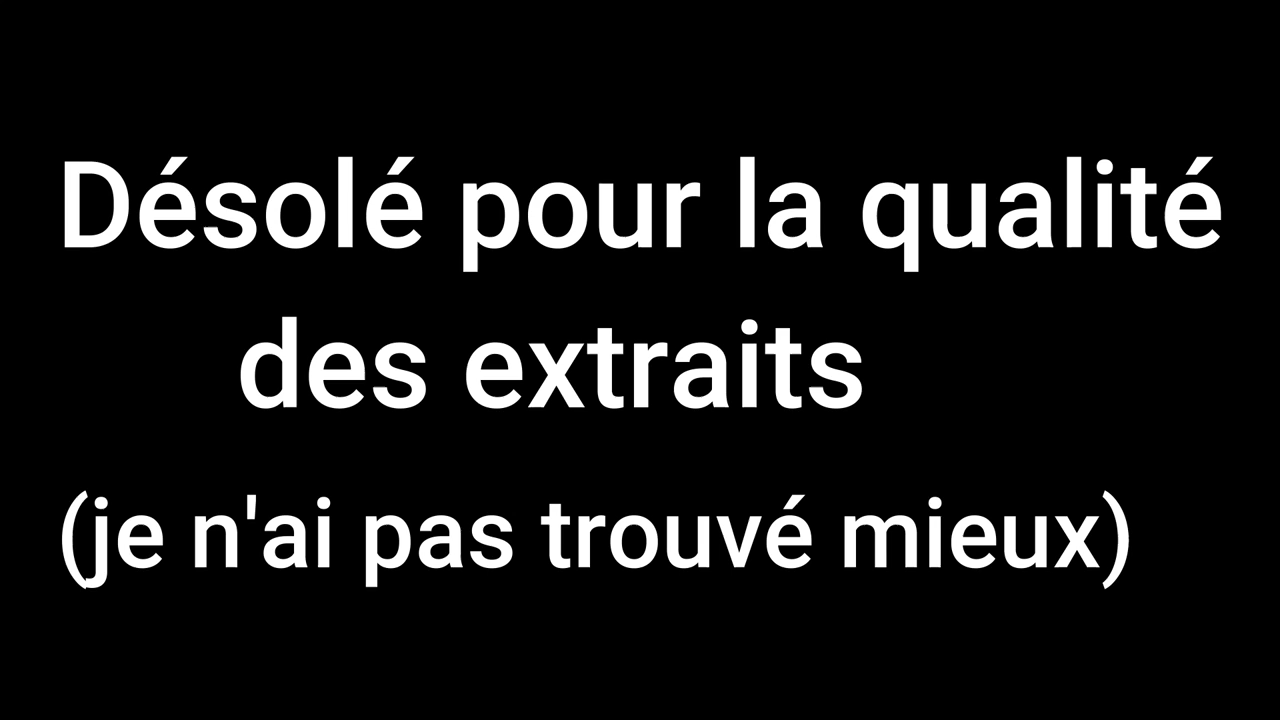 Désolé pour la qualité
des extraits
(je n'ai pas trouvé mieux)